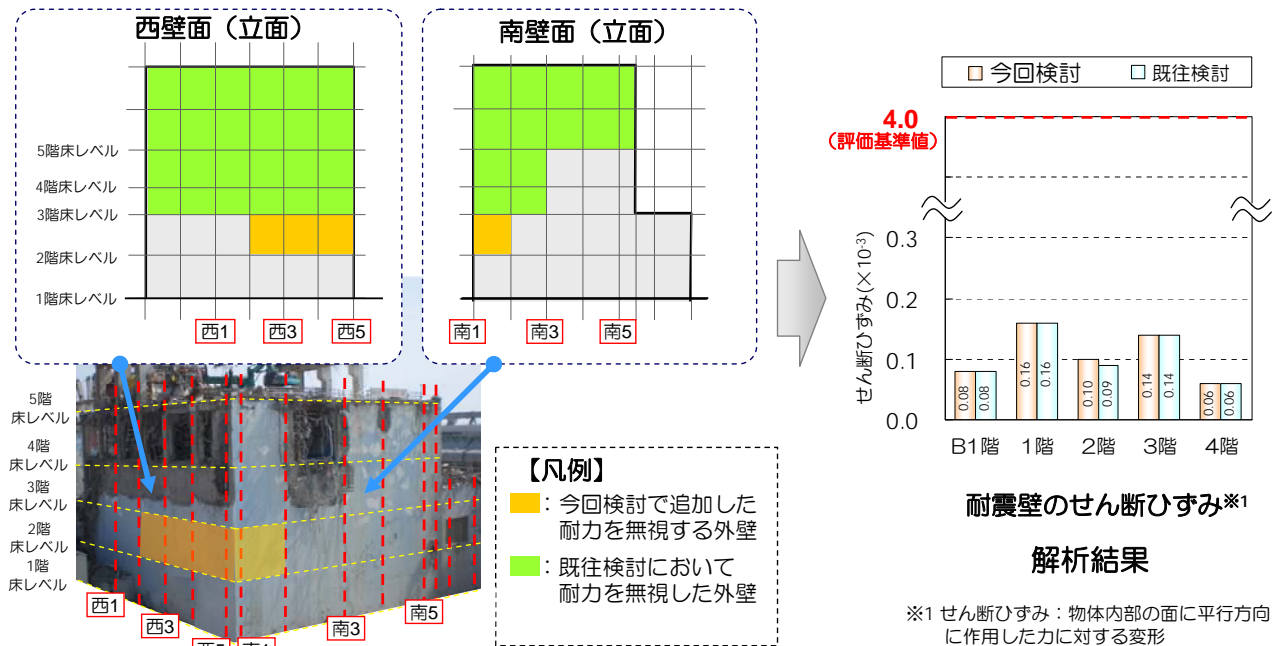 西壁面（立面）
5階床レベル
4階床レベル
3階床レベル
2階床レベル
1階床レベル
西1
西3
西5
南壁面（立面）
南1
南3
南5
5階
床レベル
4階
床レベル
3階
床レベル
2階
床レベル
1階
床レベル
西1
西3
西5
南1
南3
南5
【凡例】
：今回検討で追加した
耐力を無視する外壁
：既往検討において
耐力を無視した外壁
今回検討
既往検討
4.0
（評価基準値）
せん断ひずみ(×10⁻³)
0.3
0.2
0.1
0.0
0.08
0.08
0.16
0.16
0.10
0.09
0.14
0.14
0.06
0.06
B1階
1階
2階
3階
4階
耐震壁のせん断ひずみ※1
解析結果
※1 せん断ひずみ：物体内部の面に平行方向
に作用した力に対する変形